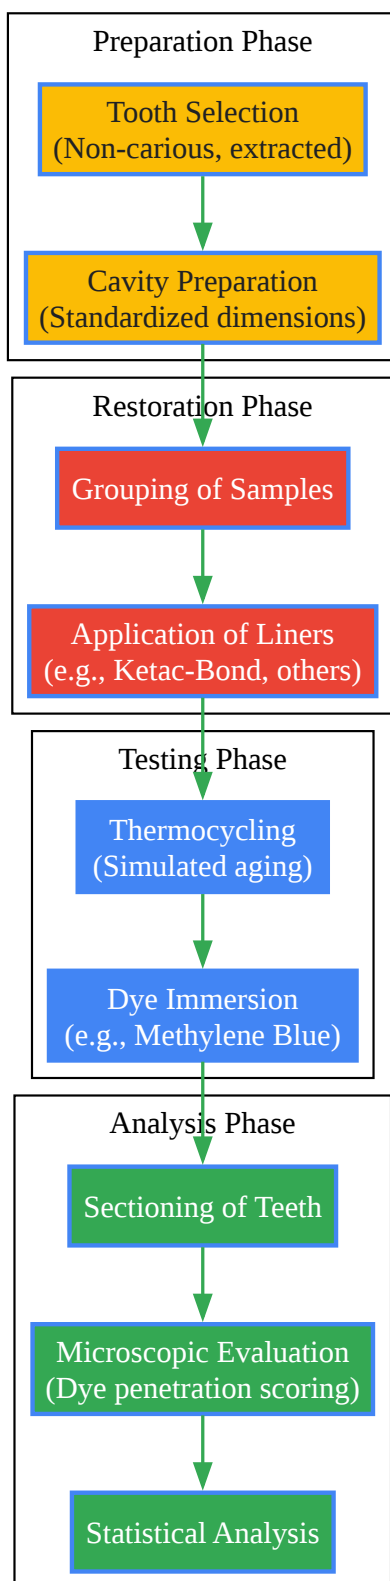 Preparation Phase
Tooth Selection
(Non-carious, extracted)
Cavity Preparation
(Standardized dimensions)
Restoration Phase
Grouping of Samples
Application of Liners
(e.g., Ketac-Bond, others)
Testing Phase
Thermocycling
(Simulated aging)
Dye Immersion
(e.g., Methylene Blue)
Analysis Phase
Sectioning of Teeth
Microscopic Evaluation
(Dye penetration scoring)
Statistical Analysis